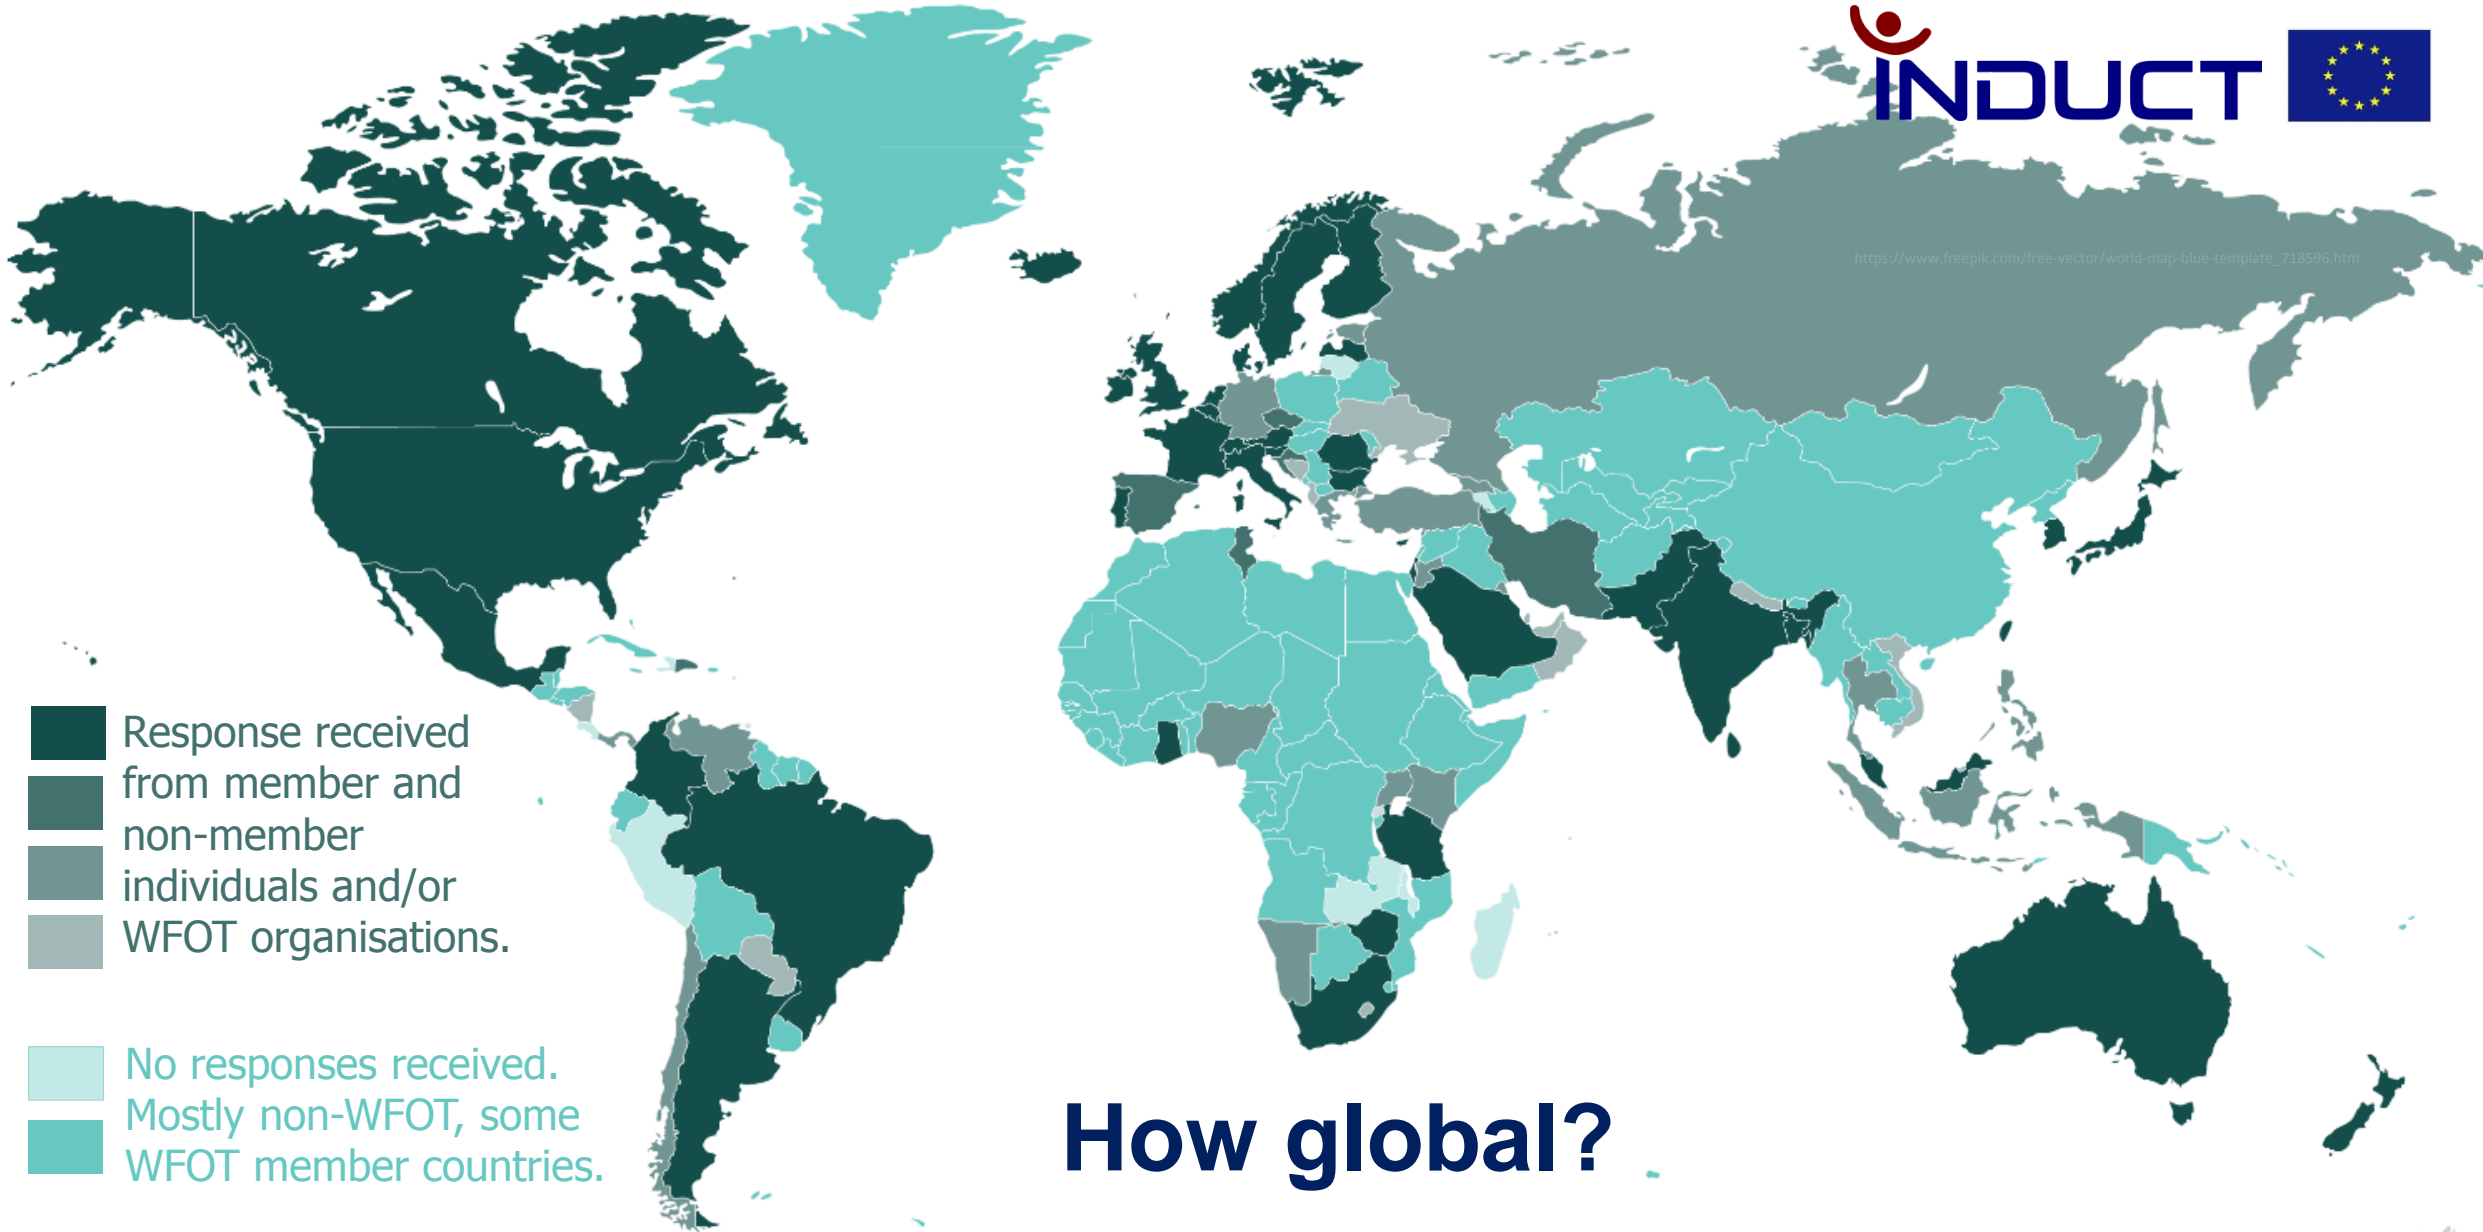 INDUCT
https://www.freepik.com/free-vector/world-map-blue-template_718596.htm
Response received
from member and
non-member
individuals and/or
WFOT organisations.
No responses received.
Mostly non-WFOT, some
WFOT member countries.
How global?